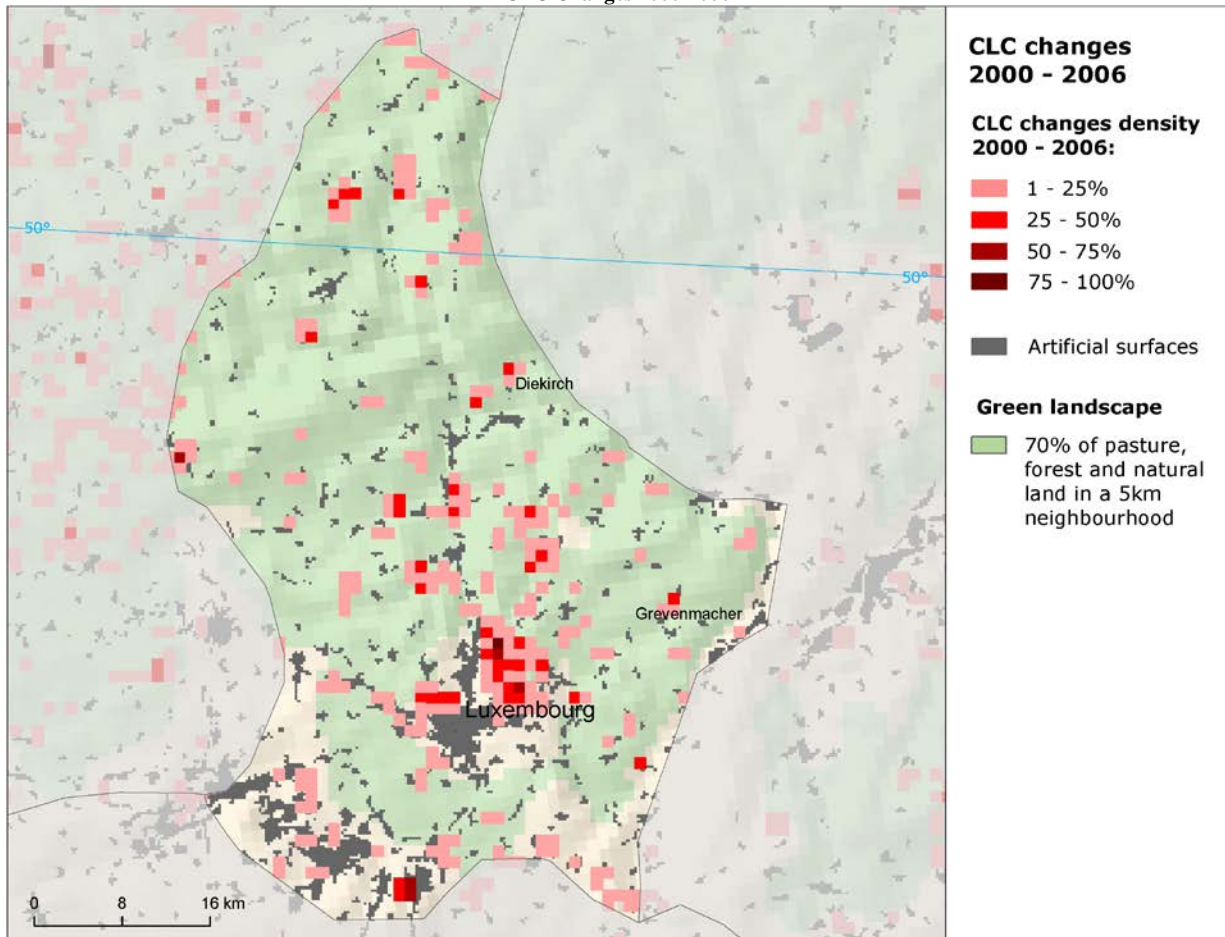 CLC changes
2000 - 2006
CLC changes density
2000 - 2006:
1 - 25%
25 - 50%
50 - 75%
75 - 100%
Artificial surfaces
Green landscape
70% of pasture,
forest and natural
land in a 5km
neighbourhood
50°
50°
Diekirch
Grevenmacher
Luxembourg
0 8 16 km